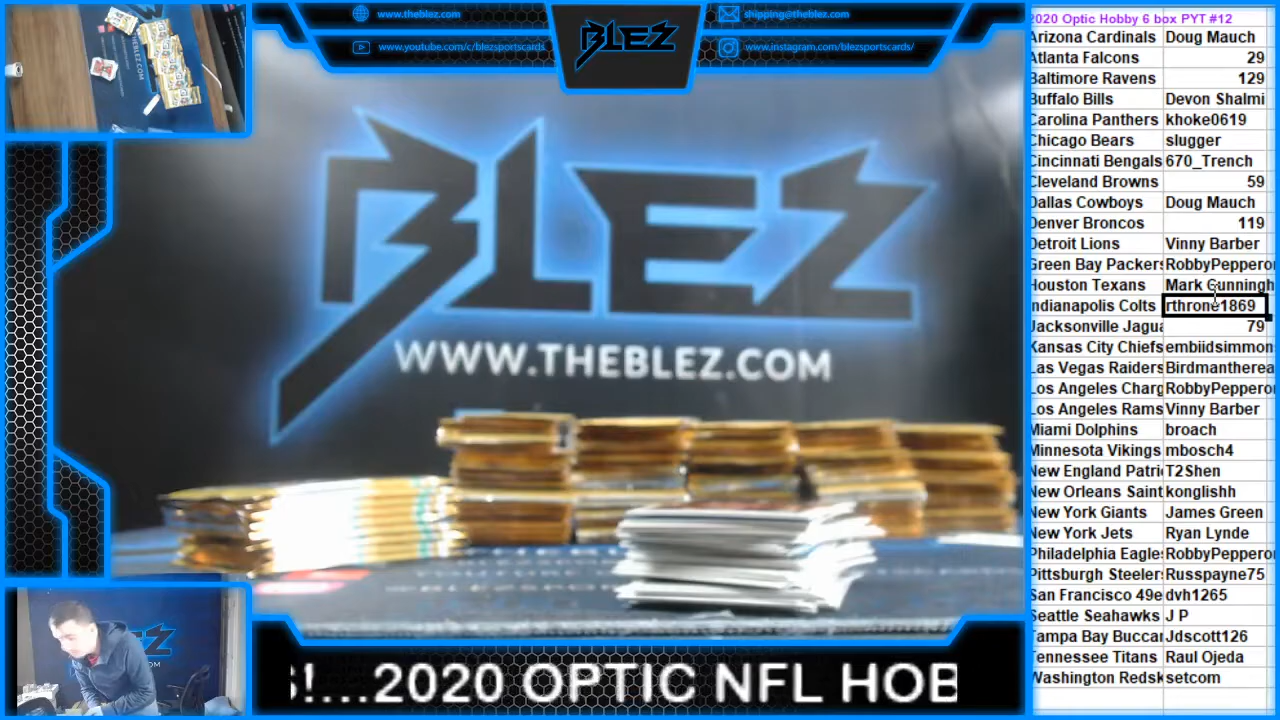 www.theblez.com
shipping@theblez.com
www.youtube.com/c/blezsportscards
www.instagram.com/blezsportscards/
BLEZ
BLEZ
WWW.THEBLEZ.COM
S!...2020 OPTIC NFL HOB
2020 Optic Hobby 6 box PYT #12
Arizona Cardinals Doug Mauch
Atlanta Falcons 29
Baltimore Ravens 129
Buffalo Bills Devon Shalmi
Carolina Panthers khoke0619
Chicago Bears slugger
Cincinnati Bengals 670_Trench
Cleveland Browns 59
Dallas Cowboys Doug Mauch
Denver Broncos 119
Detroit Lions Vinny Barber
Green Bay Packers RobbyPeppero
Houston Texans Mark Cunningh
Indianapolis Colts rthrone1869
Jacksonville Jagua 79
Kansas City Chiefs embiidsimmon
Las Vegas Raiders Birdmantherea
Los Angeles Charg RobbyPeppero
Los Angeles Rams Vinny Barber
Miami Dolphins broach
Minnesota Vikings mbosch4
New England Patri T2Shen
New Orleans Saint konglishh
New York Giants James Green
New York Jets Ryan Lynde
Philadelphia Eagle RobbyPeppero
Pittsburgh Steelers Russpayne75
San Francisco 49e dvh1265
Seattle Seahawks J P
Tampa Bay Buccar Jdscott126
Tennessee Titans Raul Ojeda
Washington Redsk setcom